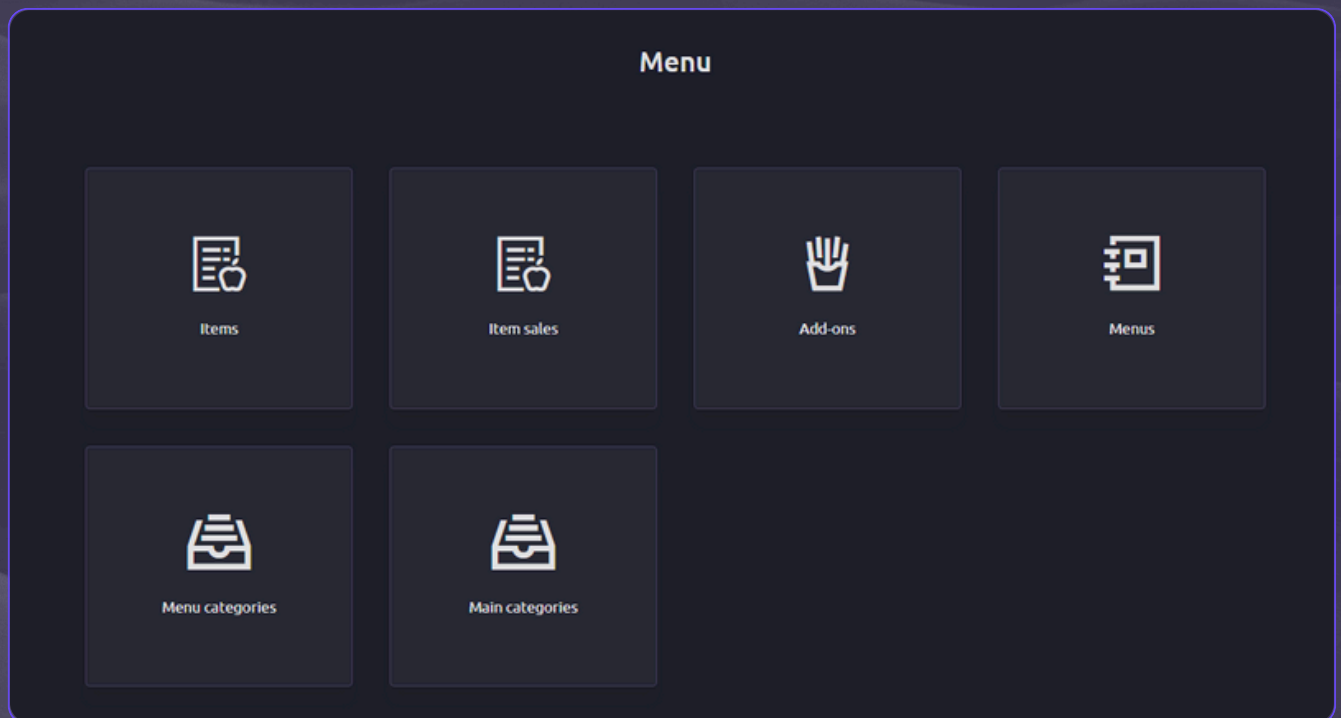 Menu
Items
Item sales
Add-ons
Menus
Menu categories
Main categories